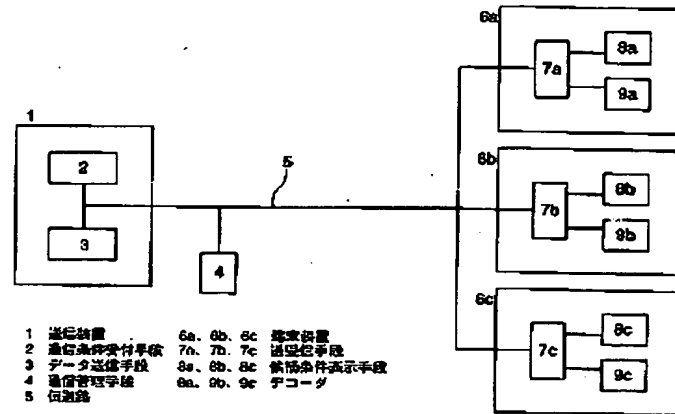 6a
8a
7a
9a
1
2
3
5
4
6b
8b
7b
9b
6c
8c
7c
9c
1 送信装置 6a、6b、6c 端末装置
2 通信条件受付手段 7a、7b、7c 送受信手段
3 データ送信手段 8a、8b、8c 候補条件表示手段
4 通信管理手段 9a、9b、9c デコーダ
5 伝送路